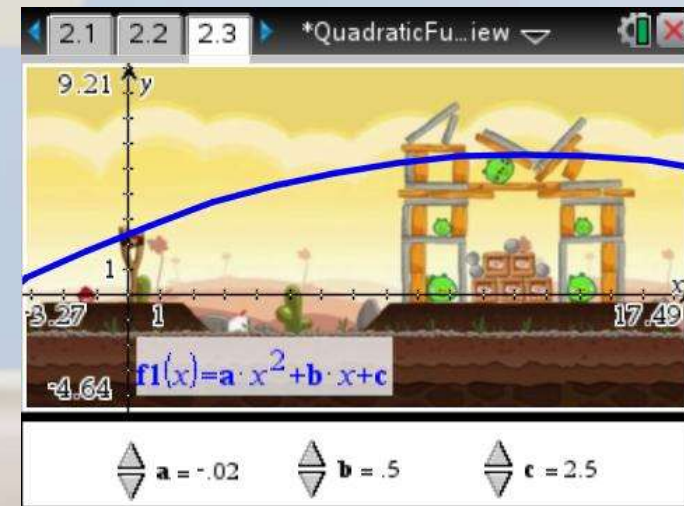 2.1 2.2 2.3 *QuadraticFu...iew
9.21 y
1
x
-3.27 1 17.49
-4.64
f1(x)=a·x²+b·x+c
a = -.02 b = .5 c = 2.5